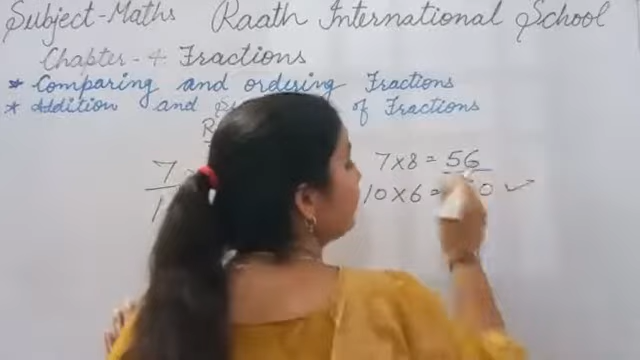 Subject-Maths Raath International School
Chapter-4 Fractions
* Comparing and ordering Fractions
* Addition and of Fractions
7
7x8 = 56
10x6 =